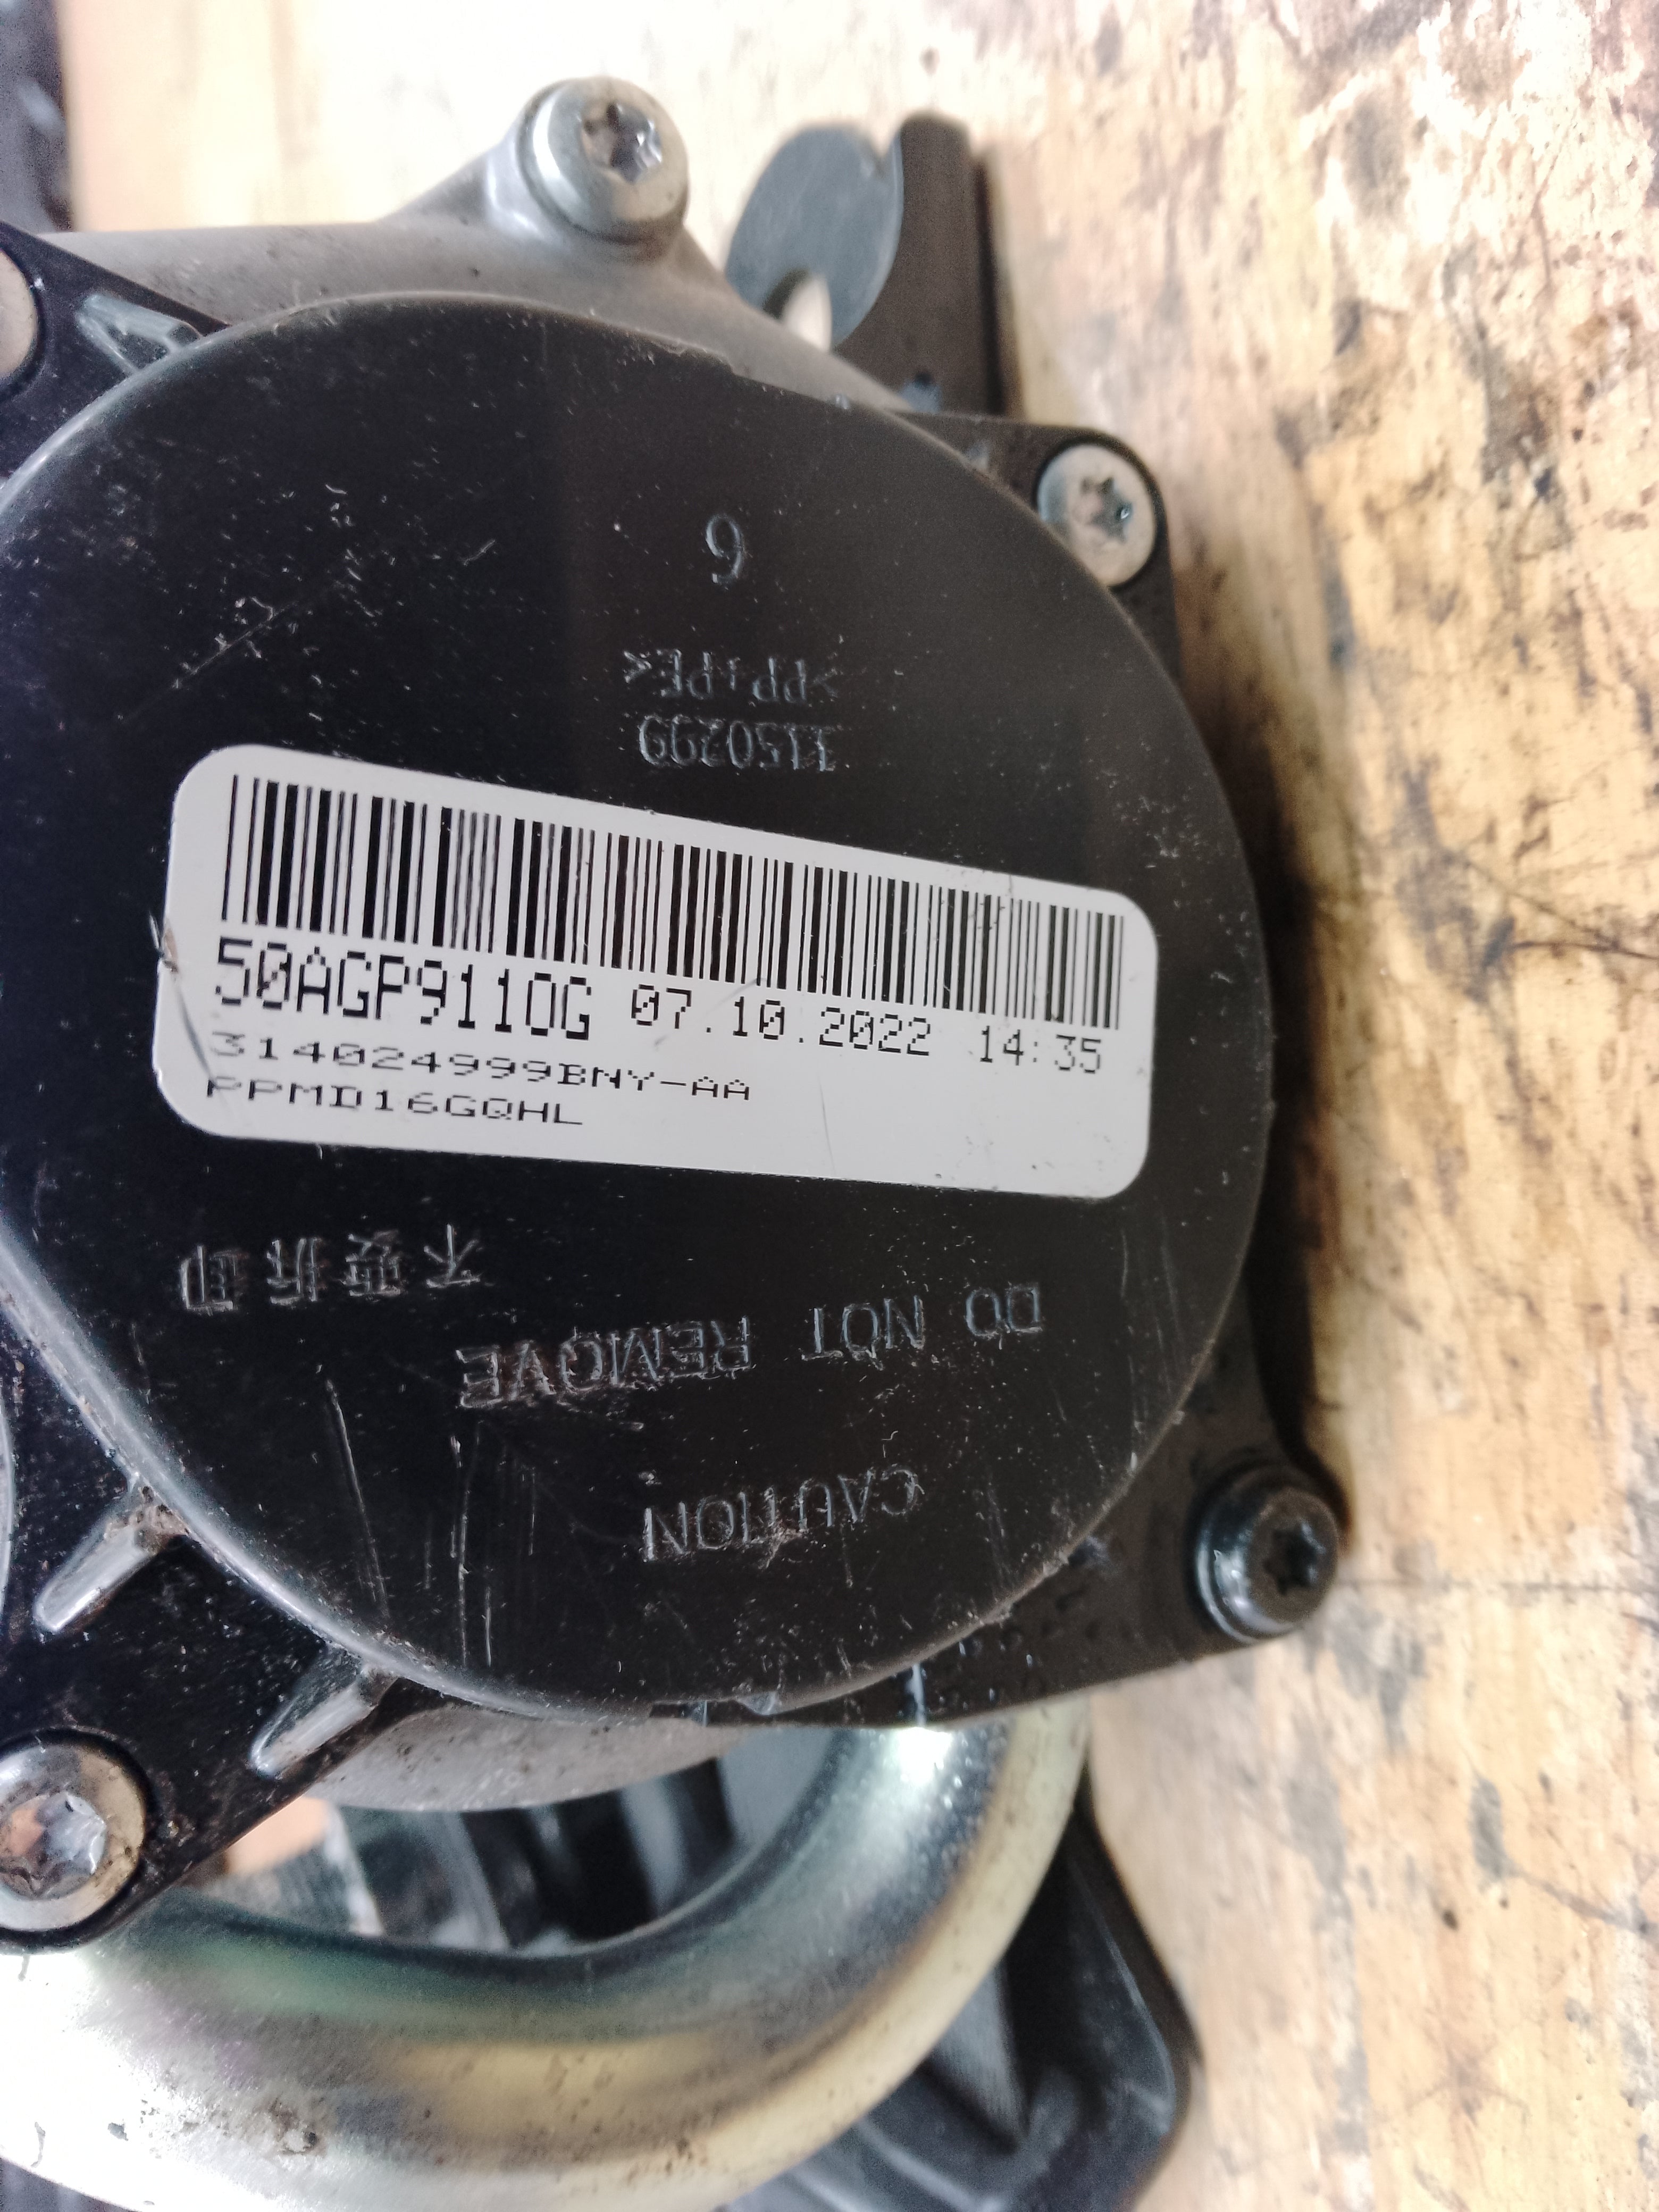 50AGP9110G 07.10.2022 14:35
314024999BNY-AA
PPMD16GQHL
CAUTION
DO NOT REMOVE
不要拆卸
1150299
>PP+PE<
6